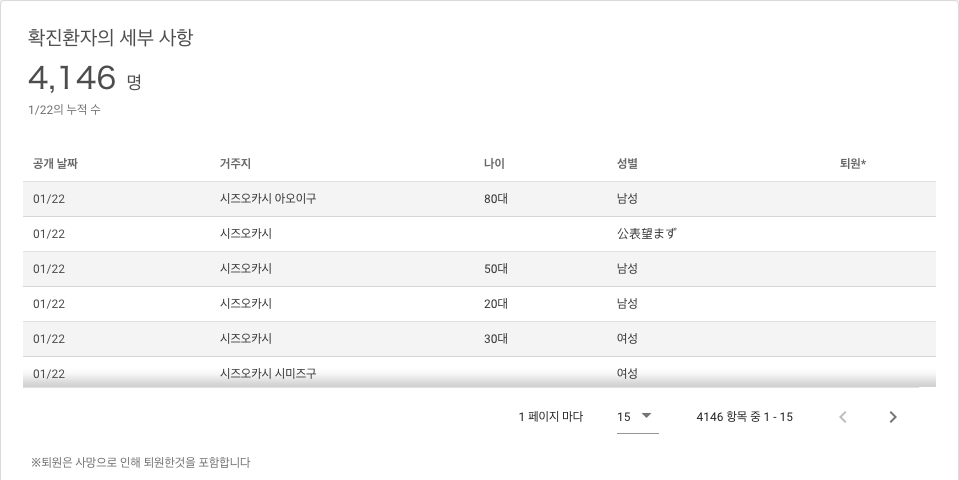 확진환자의 세부 사항
4,146 명
1/22의 누적 수
공개 날짜 거주지 나이 성별 퇴원*
01/22 시즈오카시 아오이구 80대 남성
01/22 시즈오카시 公表望まず
01/22 시즈오카시 50대 남성
01/22 시즈오카시 20대 남성
01/22 시즈오카시 30대 여성
01/22 시즈오카시 시미즈구 여성
1 페이지 마다 15 4146 항목 중 1 - 15
※퇴원은 사망으로 인해 퇴원한것을 포함합니다